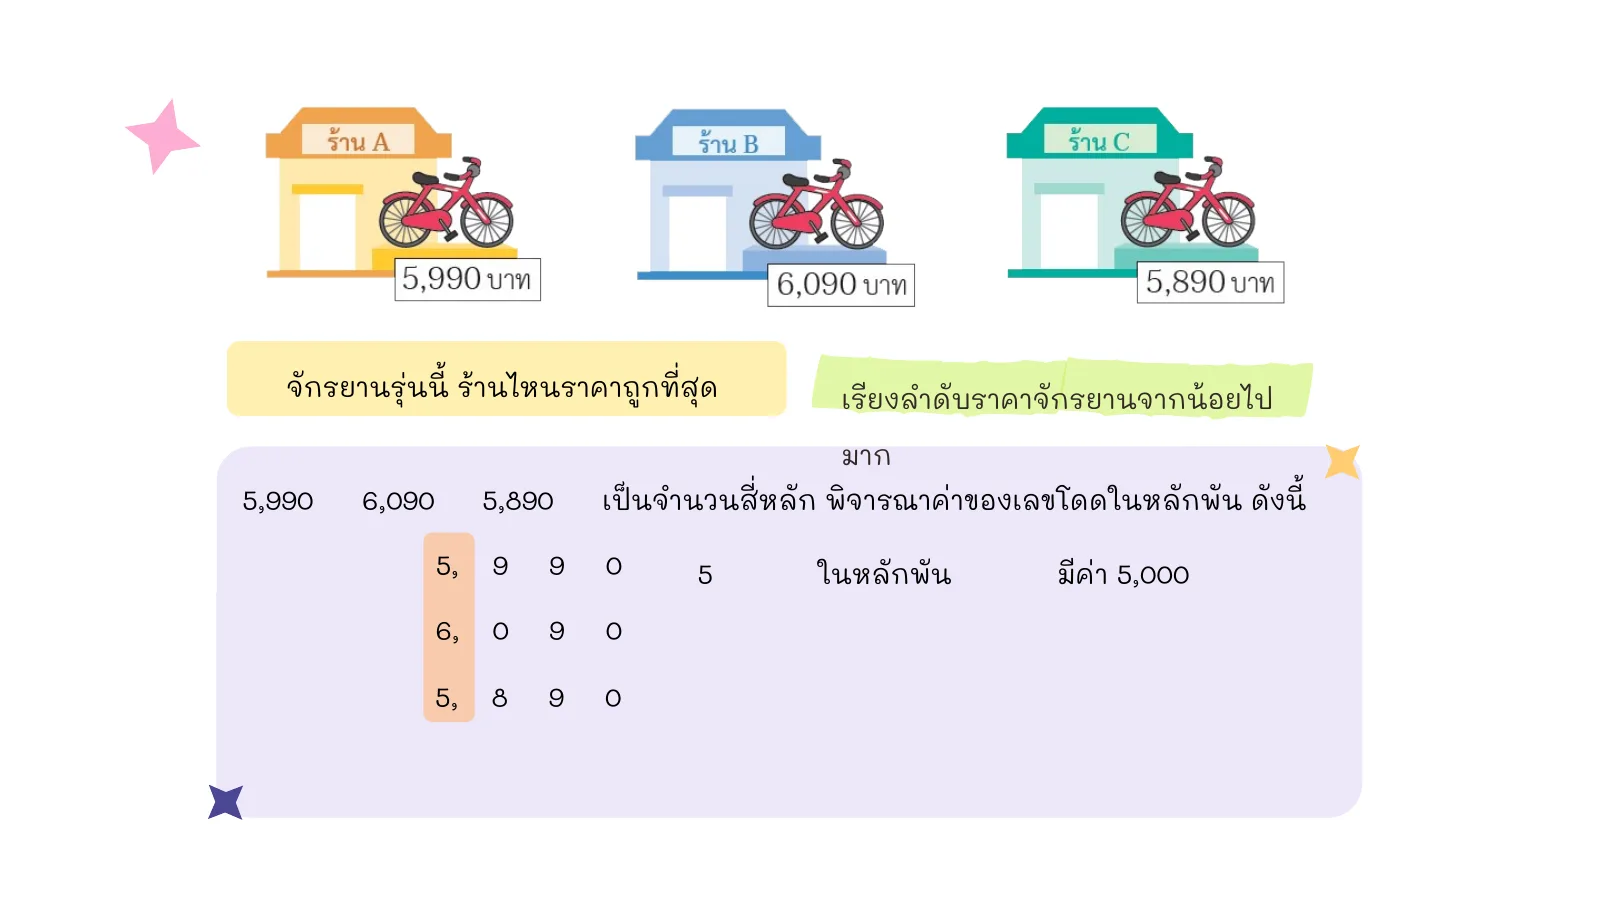 ร้าน A
ร้าน B
ร้าน C
5,990 บาท
6,090 บาท
5,890 บาท
จักรยานรุ่นนี้ ร้านไหนราคาถูกที่สุด
เรียงลำดับราคาจักรยานจากน้อยไป
มาก
5,990 6,090 5,890 เป็นจำนวนสี่หลัก พิจารณาค่าของเลขโดดในหลักพัน ดังนี้
5, 9 9 0 5 ในหลักพัน มีค่า 5,000
6, 0 9 0
5, 8 9 0